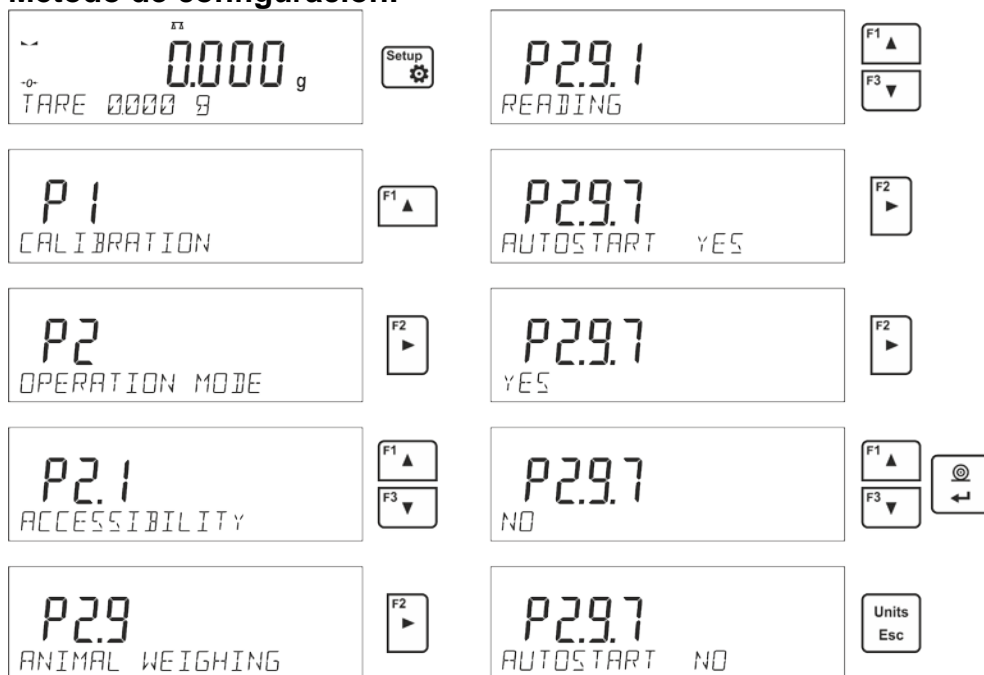 Método de configuración:
-0-
0.000 g
TARE 0.000 g
Setup
P1
CALIBRATION
F1
P2
OPERATION MODE
F2
P2.1
ACCESSIBILITY
F1
F3
P2.9
ANIMAL WEIGHING
F2
P2.9.1
READING
F1
F3
P2.9.7
AUTOSTART YES
F2
P2.9.7
YES
F2
P2.9.7
NO
F1
F3
P2.9.7
AUTOSTART NO
Units
Esc